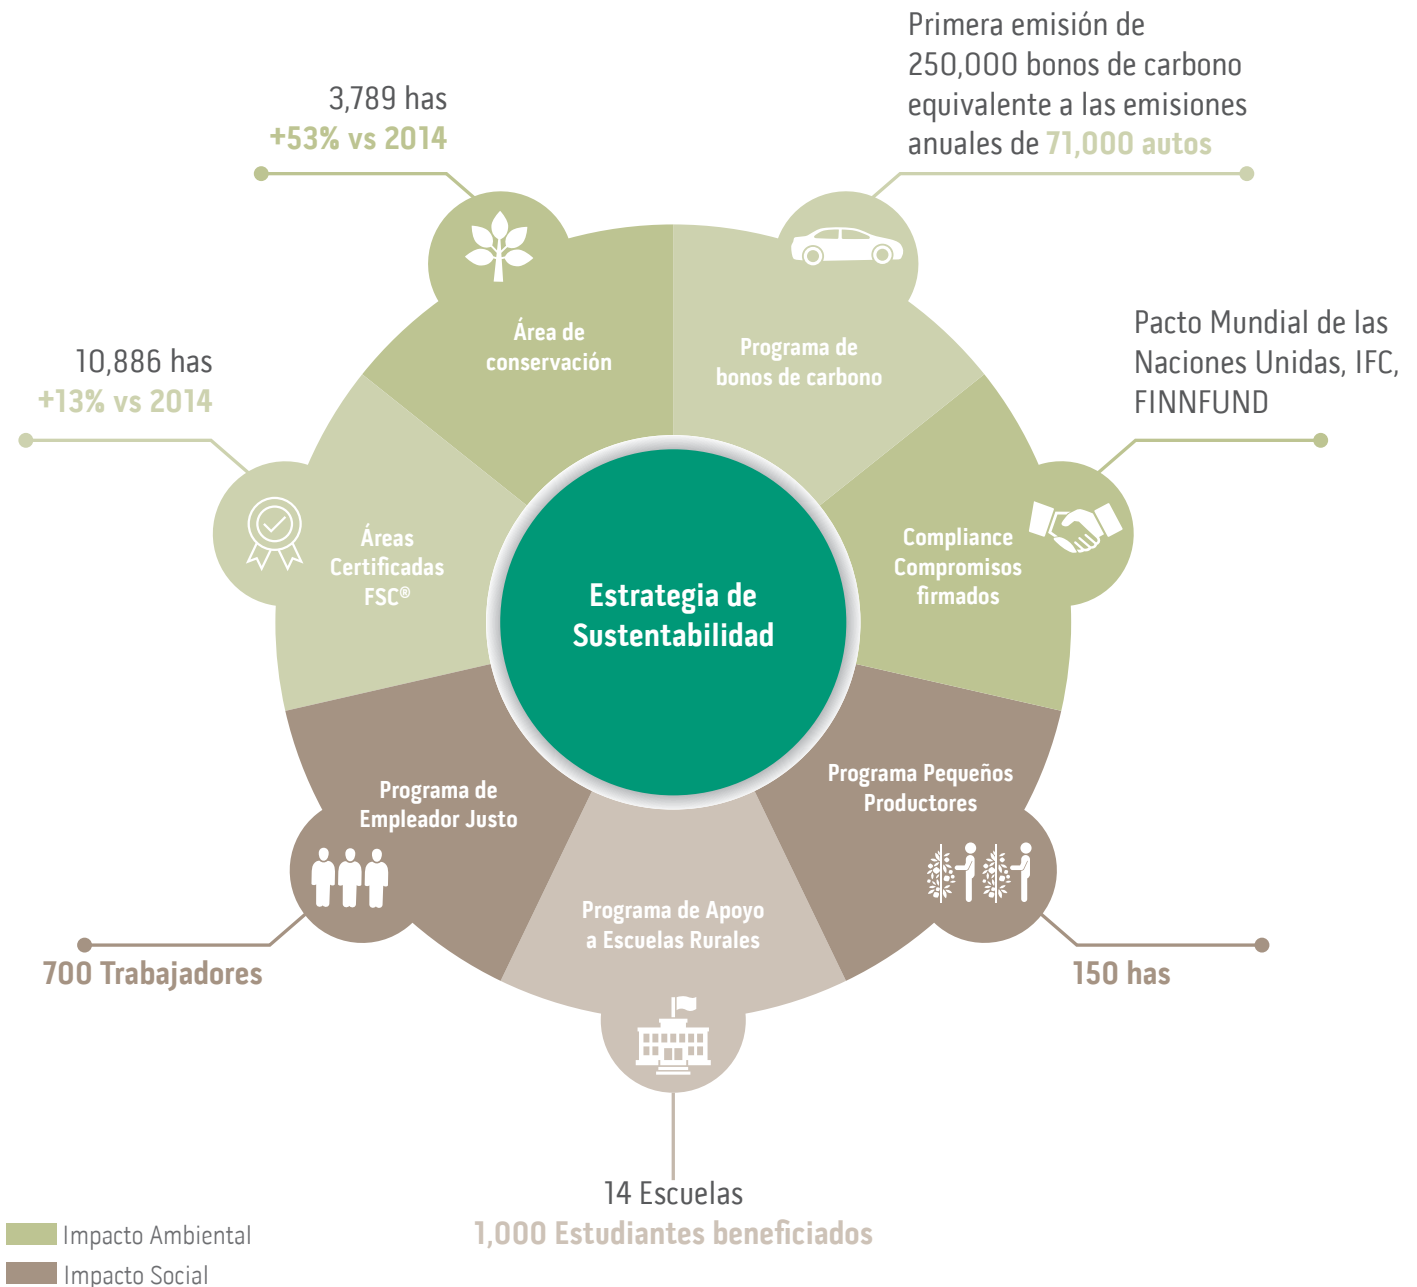 Primera emisión de
250,000 bonos de carbono
equivalente a las emisiones
anuales de 71,000 autos
3,789 has
+53% vs 2014
Pacto Mundial de las
Naciones Unidas, IFC,
FINNFUND
10,886 has
+13% vs 2014
Área de
conservación
Programa de
bonos de carbono
Áreas
Certificadas
FSC®
Compliance
Compromisos
firmados
Estrategia de
Sustentabilidad
Programa de
Empleador Justo
Programa Pequeños
Productores
Programa de Apoyo
a Escuelas Rurales
700 Trabajadores
150 has
14 Escuelas
1,000 Estudiantes beneficiados
Impacto Ambiental
Impacto Social